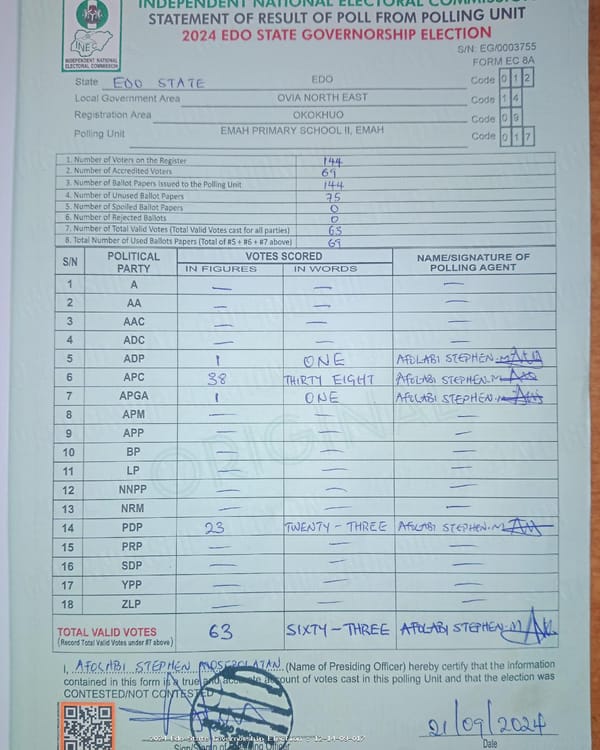 INDEPENDENT NATIONAL ELECTORAL COMMISSION
STATEMENT OF RESULT OF POLL FROM POLLING UNIT
2024 EDO STATE GOVERNORSHIP ELECTION
INEC
INDEPENDENT NATIONAL
ELECTORAL COMMISSION
S/N: EG/0003755
FORM EC 8A
State EDO STATE EDO Code 0 1 2
Local Government Area OVIA NORTH EAST Code 1 4
Registration Area OKOKHUO Code 0 9
Polling Unit EMAH PRIMARY SCHOOL II, EMAH Code 0 1 7
1. Number of Voters on the Register 144
2. Number of Accredited Voters 69
3. Number of Ballot Papers Issued to the Polling Unit 144
4. Number of Unused Ballot Papers 75
5. Number of Spoiled Ballot Papers 0
6. Number of Rejected Ballots 0
7. Number of Total Valid Votes (Total Valid Votes cast for all parties) 63
8. Total Number of Used Ballots Papers (Total of #5 + #6 + #7 above) 69
S/N POLITICAL PARTY VOTES SCORED NAME/SIGNATURE OF POLLING AGENT
IN FIGURES IN WORDS
1 A — — —
2 AA — — —
3 AAC — — —
4 ADC — — —
5 ADP 1 ONE AFOLABI STEPHEN.M
6 APC 38 THIRTY EIGHT AFOLABI STEPHEN.M
7 APGA 1 ONE AFOLABI STEPHEN.M
8 APM — — —
9 APP — — —
10 BP — — —
11 LP — — —
12 NNPP — — —
13 NRM — — —
14 PDP 23 TWENTY-THREE AFOLABI STEPHEN.M
15 PRP — — —
16 SDP — — —
17 YPP — — —
18 ZLP — — —
ORIGINAL
TOTAL VALID VOTES 63 SIXTY-THREE AFOLABI STEPHEN.M
(Record Total Valid Votes under #7 above)
I, AFOLABI STEPHEN (Name of Presiding Officer) hereby certify that the information
contained in this form is a true and accurate account of votes cast in this polling Unit and that the election was
CONTESTED/NOT CONTESTED
21/09/2024
2024 Edo State Governorship Election - 12-14-09-017
Date